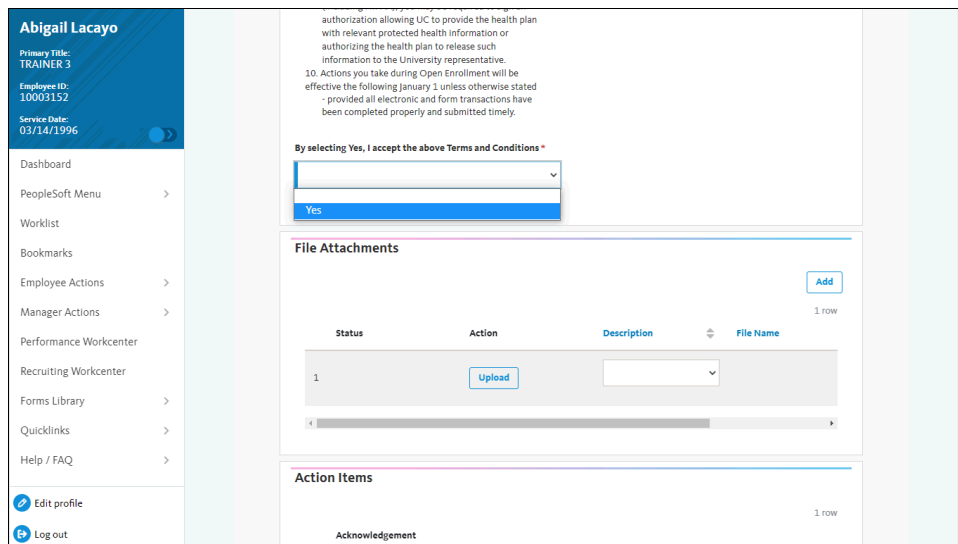 Abigail Lacayo
Primary Title:
TRAINER 3
Employee ID:
10003152
Service Date:
03/14/1996
Dashboard
PeopleSoft Menu
Worklist
Bookmarks
Employee Actions
Manager Actions
Performance Workcenter
Recruiting Workcenter
Forms Library
Quicklinks
Help / FAQ
Edit profile
Log out
authorization allowing UC to provide the health plan
with relevant protected health information or
authorizing the health plan to release such
information to the University representative.
10. Actions you take during Open Enrollment will be
effective the following January 1 unless otherwise stated
- provided all electronic and form transactions have
been completed properly and submitted timely.
By selecting Yes, I accept the above Terms and Conditions *
Yes
File Attachments
Add
1 row
Status Action Description File Name
1 Upload
Action Items
1 row
Acknowledgement